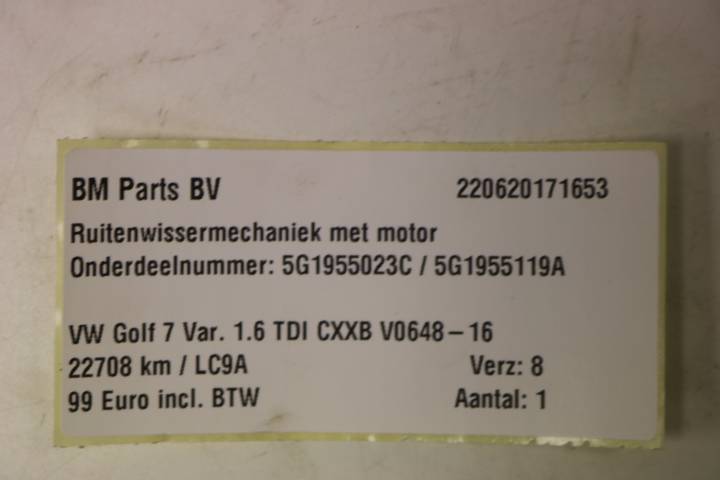 BM Parts BV 220620171653
Ruitenwissermechaniek met motor
Onderdeelnummer: 5G1955023C / 5G1955119A
VW Golf 7 Var. 1.6 TDI CXXB V0648-16
22708 km / LC9A Verz: 8
99 Euro incl. BTW Aantal: 1